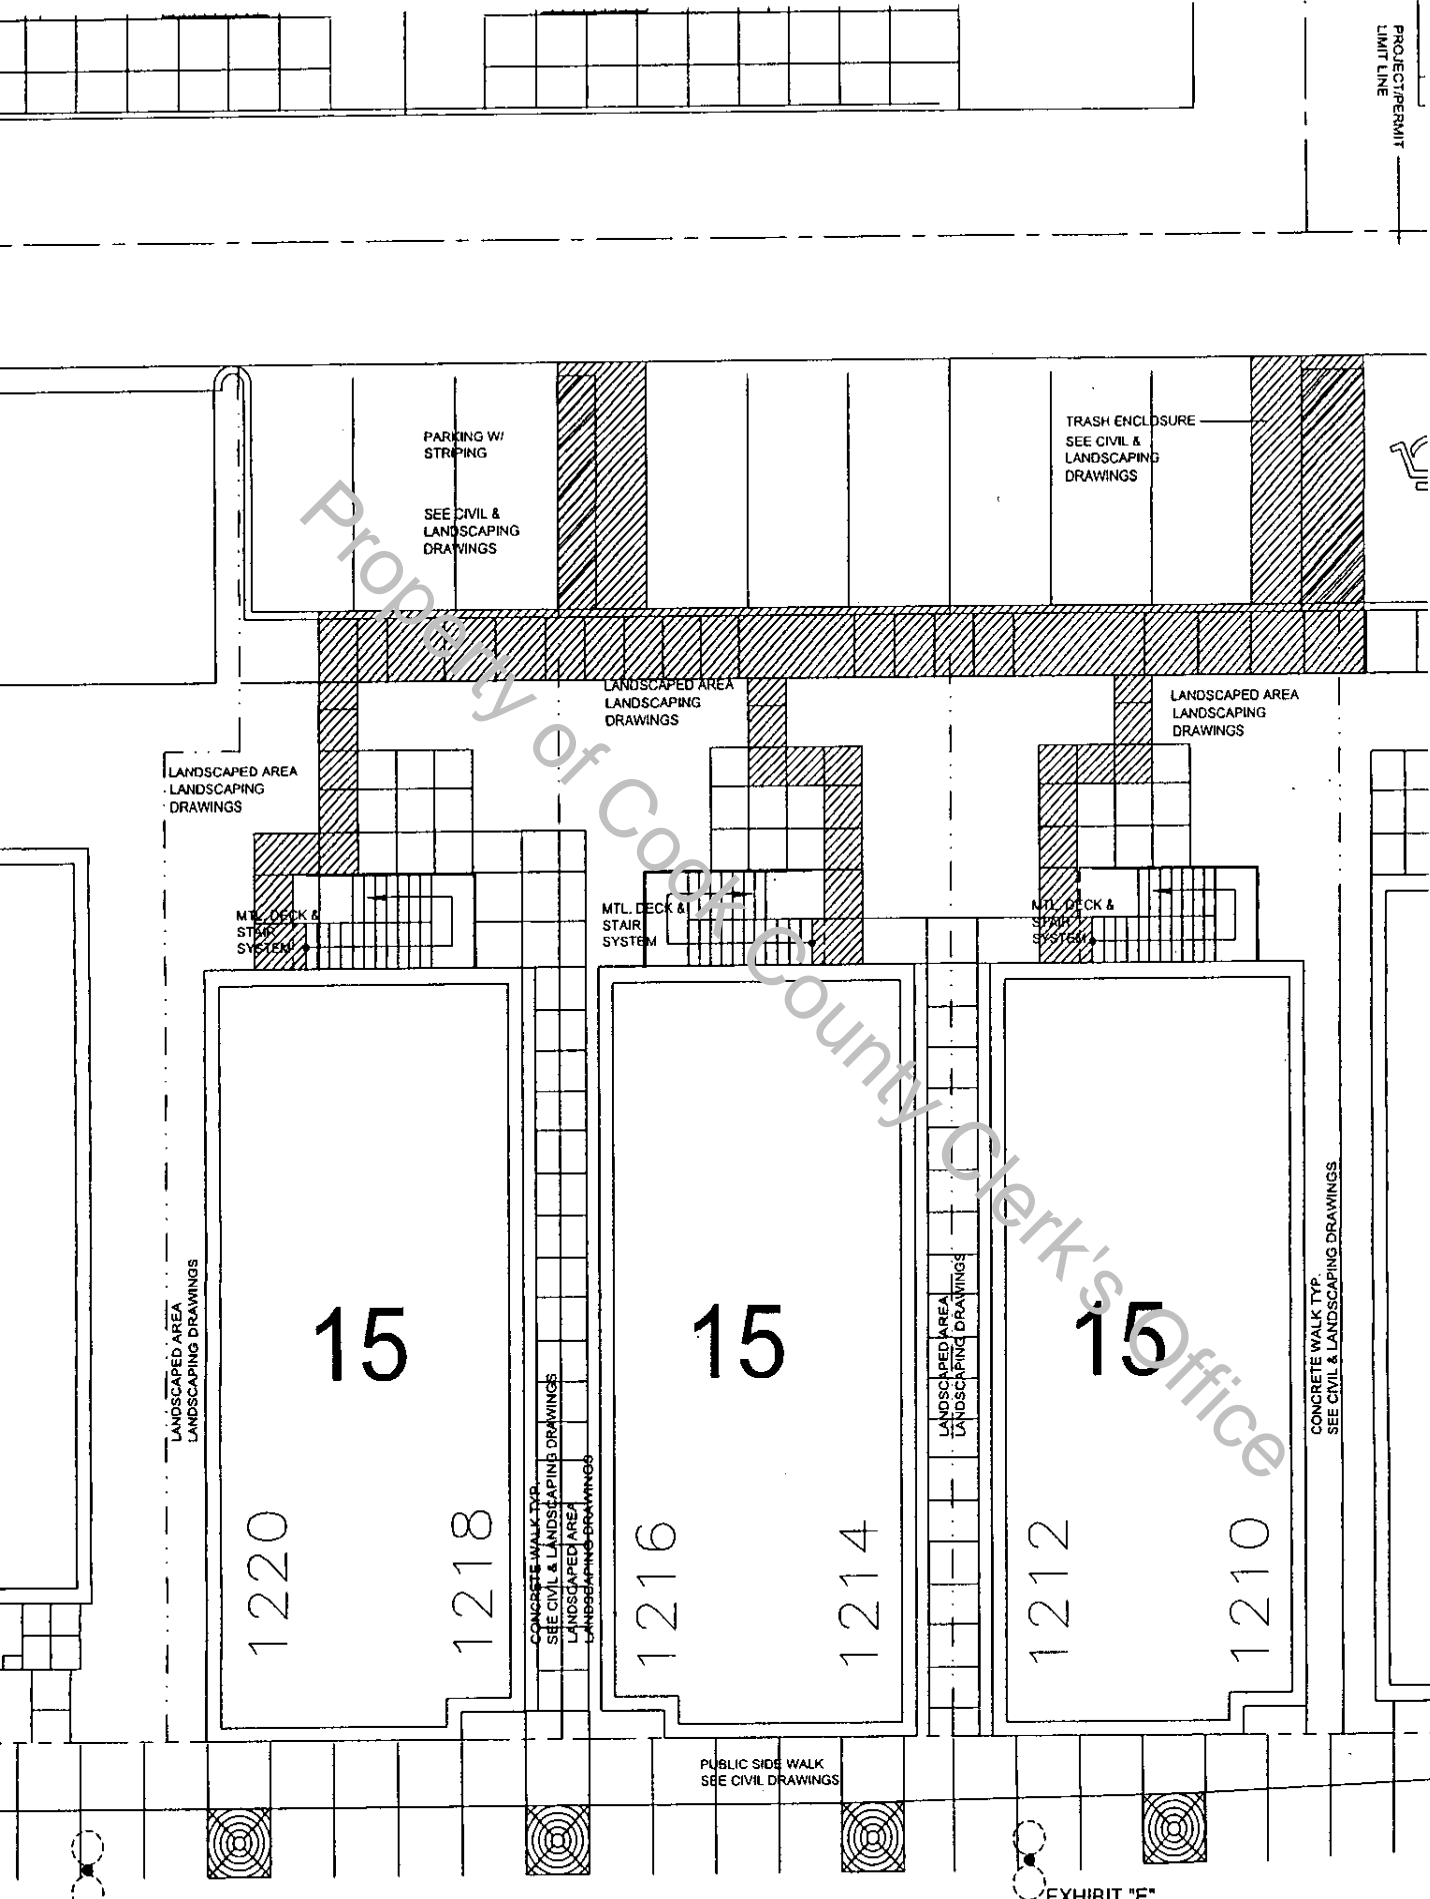 PROJECT/PERMIT
LIMIT LINE
PARKING W/
STRIPING
SEE CIVIL &
LANDSCAPING
DRAWINGS
TRASH ENCLOSURE
SEE CIVIL &
LANDSCAPING
DRAWINGS
LANDSCAPED AREA
LANDSCAPING
DRAWINGS
LANDSCAPED AREA
LANDSCAPING
DRAWINGS
LANDSCAPED AREA
LANDSCAPING
DRAWINGS
MTL. DECK &
STAIR
SYSTEM
MTL. DECK &
STAIR
SYSTEM
MTL. DECK &
STAIR
SYSTEM
Property of Cook County Clerk's Office
LANDSCAPED AREA
LANDSCAPING DRAWINGS
15
1220
1218
CONCRETE WALK TYP.
SEE CIVIL & LANDSCAPING DRAWINGS
LANDSCAPED AREA
LANDSCAPING DRAWINGS
15
1216
1214
LANDSCAPED AREA
LANDSCAPING DRAWINGS
15
1212
1210
CONCRETE WALK TYP.
SEE CIVIL & LANDSCAPING DRAWINGS
PUBLIC SIDE WALK
SEE CIVIL DRAWINGS
EXHIBIT "F"